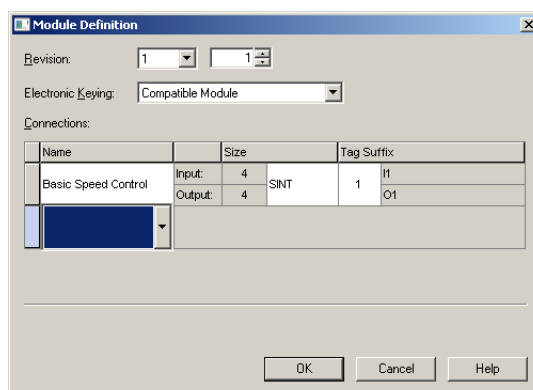 Module Definition
Revision: 1 1
Electronic Keying: Compatible Module
Connections:
Name Size Tag Suffix
Basic Speed Control Input: 4 SINT 1 I1
Output: 4 O1
OK Cancel Help